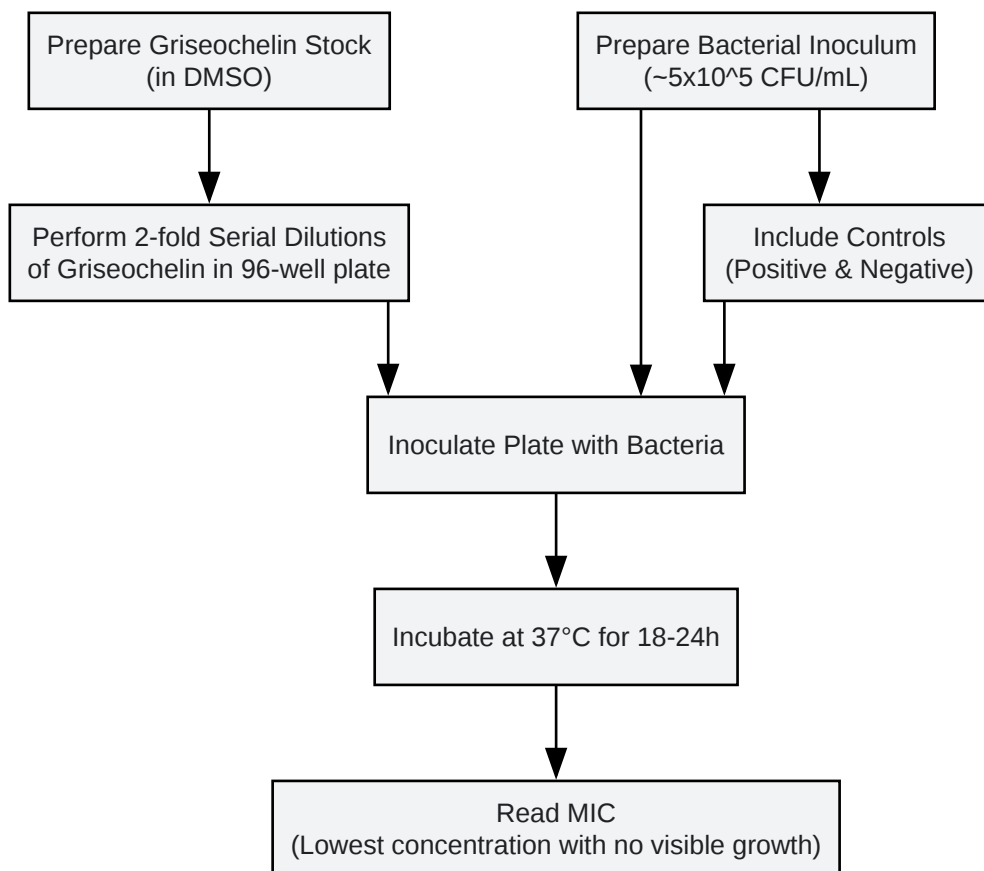 Prepare Griseochelin Stock
(in DMSO)
Prepare Bacterial Inoculum
(~5x10^5 CFU/mL)
Perform 2-fold Serial Dilutions
of Griseochelin in 96-well plate
Include Controls
(Positive & Negative)
Inoculate Plate with Bacteria
Incubate at 37°C for 18-24h
Read MIC
(Lowest concentration with no visible growth)